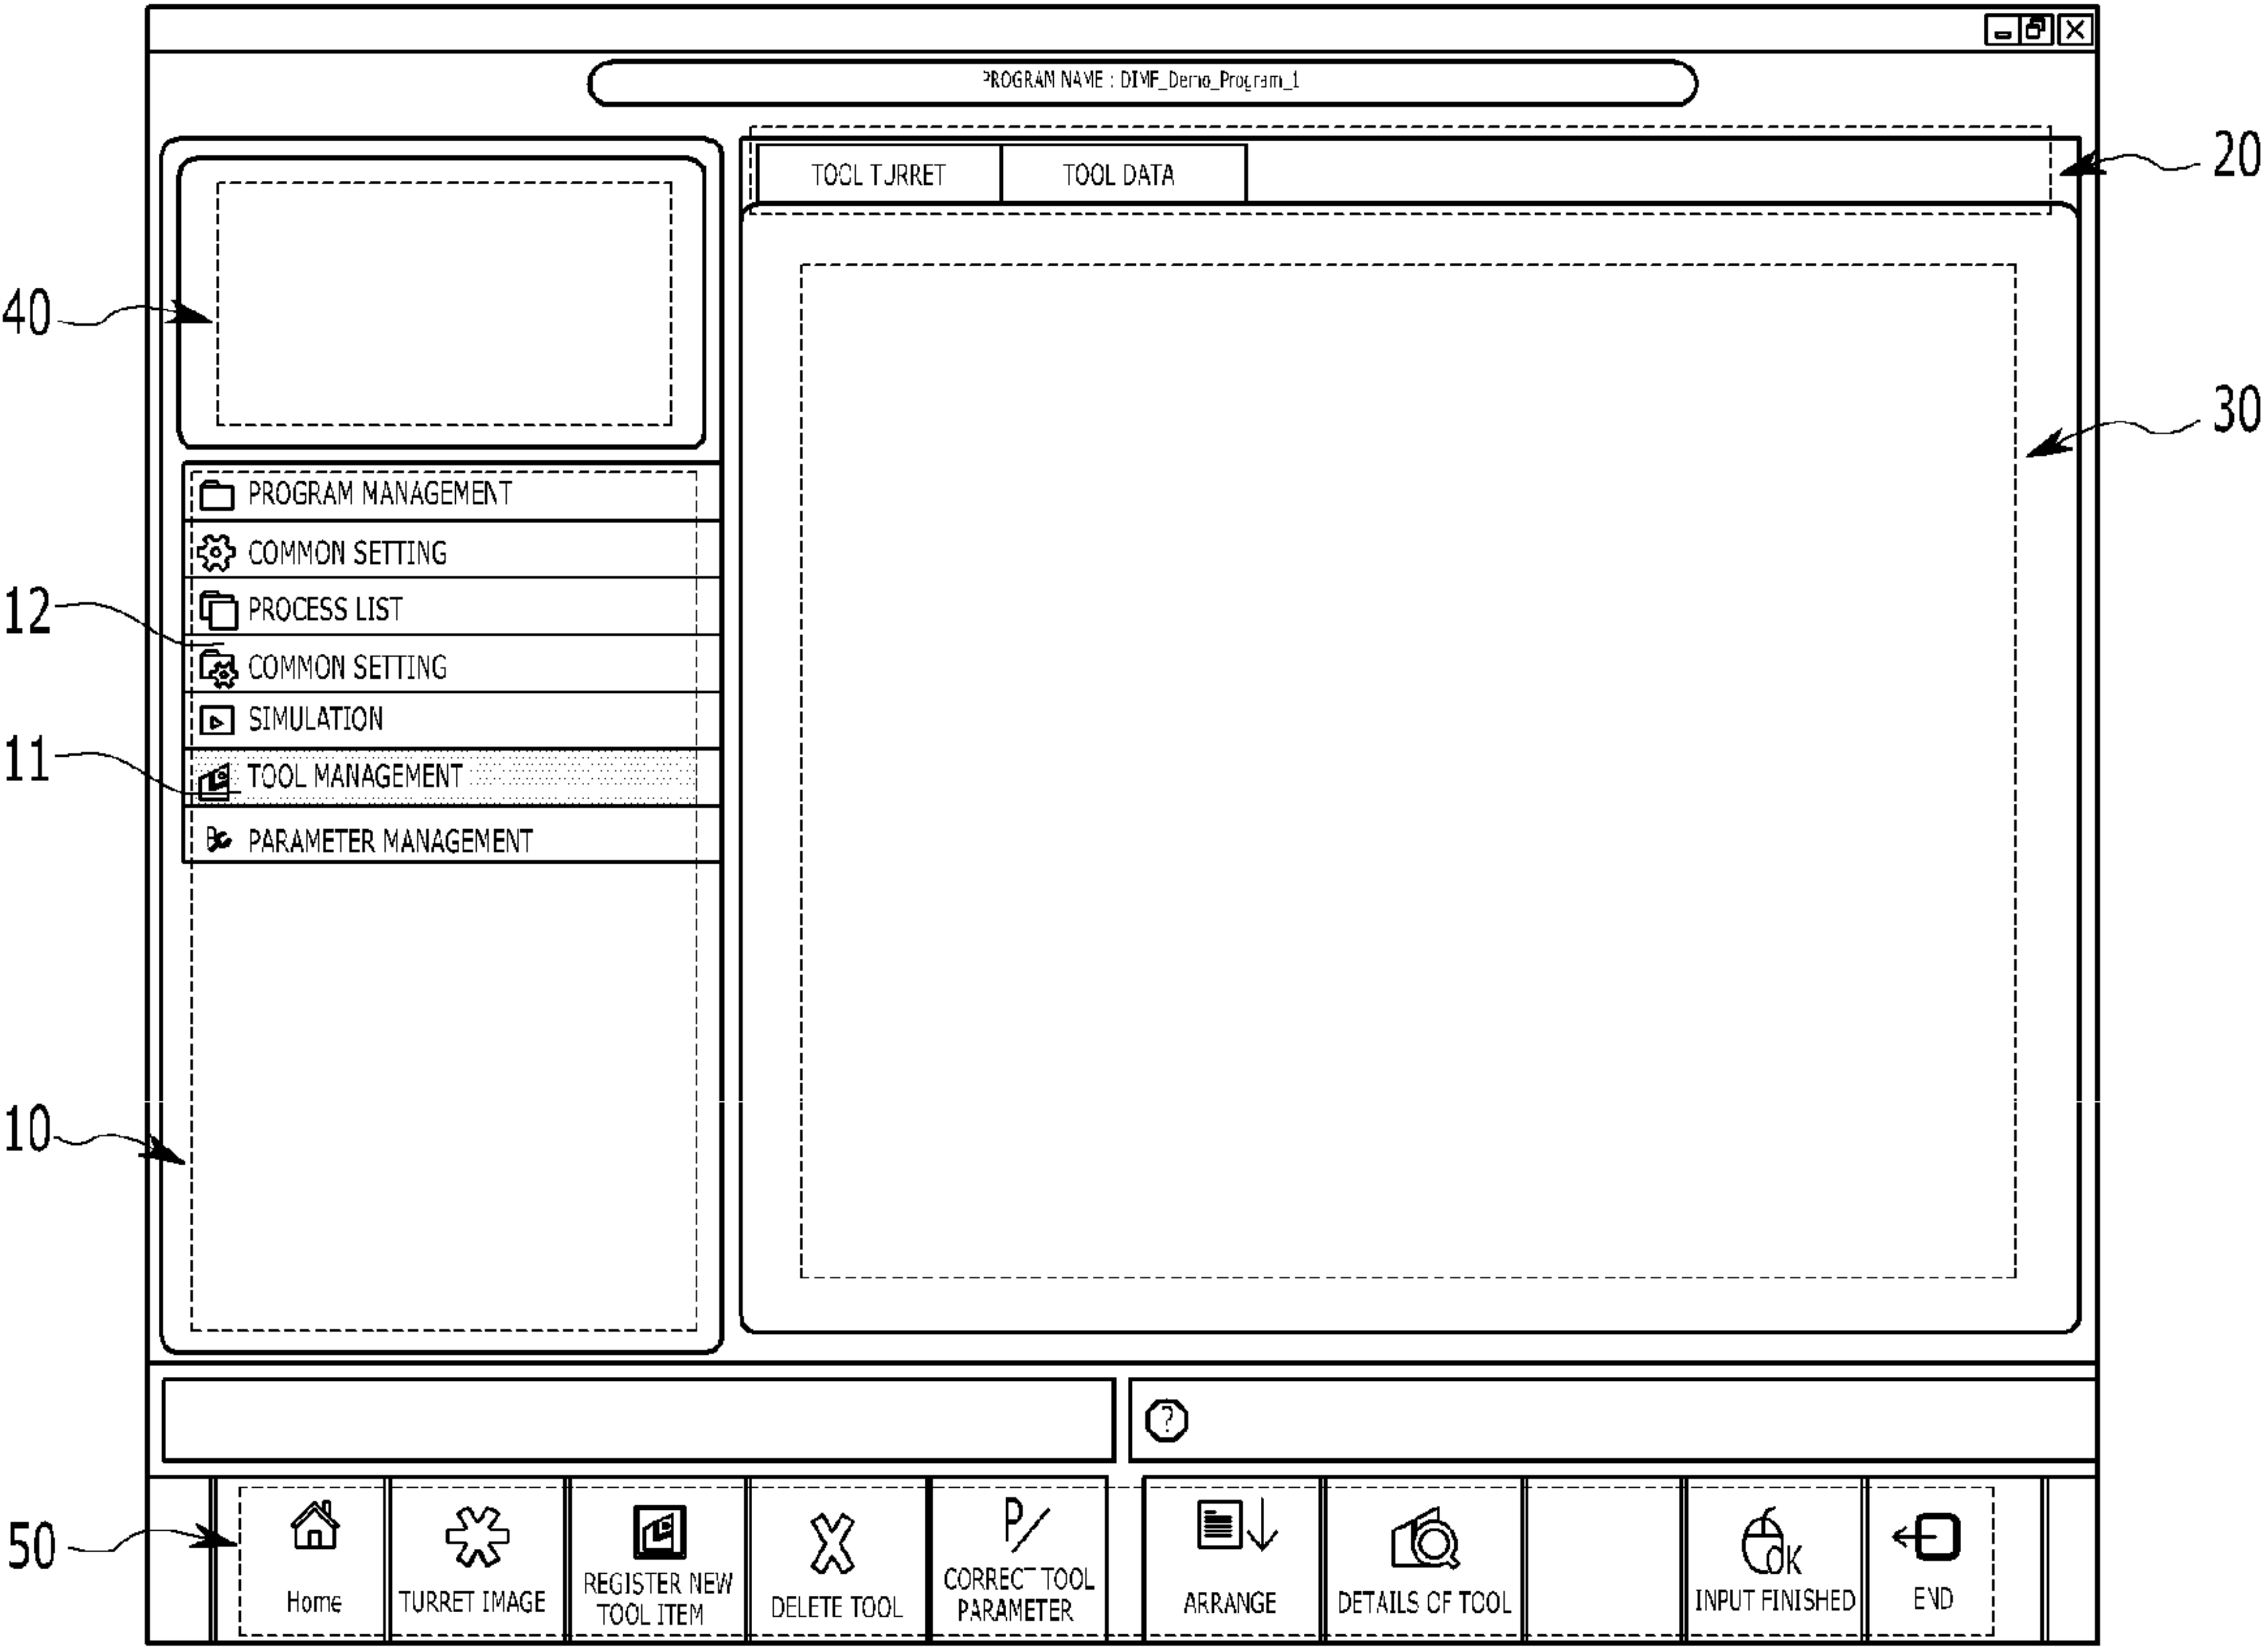 PROGRAM NAME : DIMF_Demo_Program_1
TOOL TURRET
TOOL DATA
20
40
30
PROGRAM MANAGEMENT
COMMON SETTING
12
PROCESS LIST
COMMON SETTING
SIMULATION
11
TOOL MANAGEMENT
PARAMETER MANAGEMENT
10
?
50
Home
TURRET IMAGE
REGISTER NEW
TOOL ITEM
DELETE TOOL
P/
CORRECT TOOL
PARAMETER
ARRANGE
DETAILS OF TOOL
OK
INPUT FINISHED
END